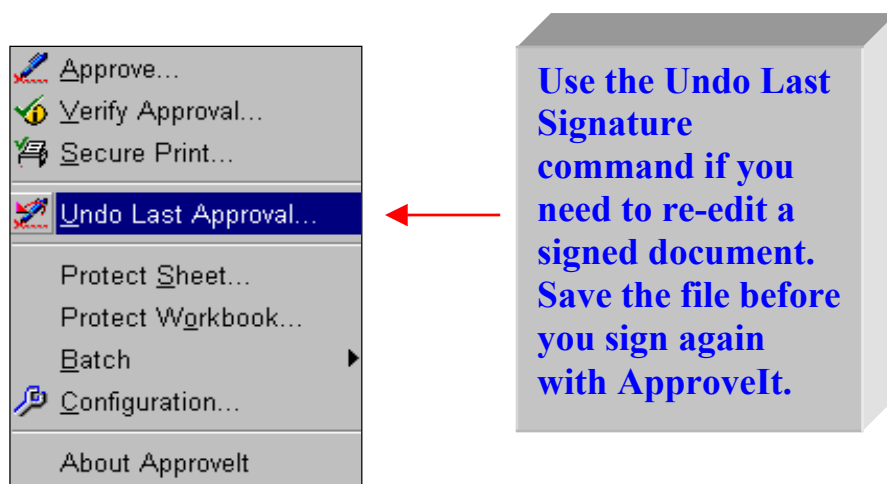 Approve...
Verify Approval...
Secure Print...
Undo Last Approval...
Protect Sheet...
Protect Workbook...
Batch
Configuration...
About ApproveIt
Use the Undo Last
Signature
command if you
need to re-edit a
signed document.
Save the file before
you sign again
with ApproveIt.